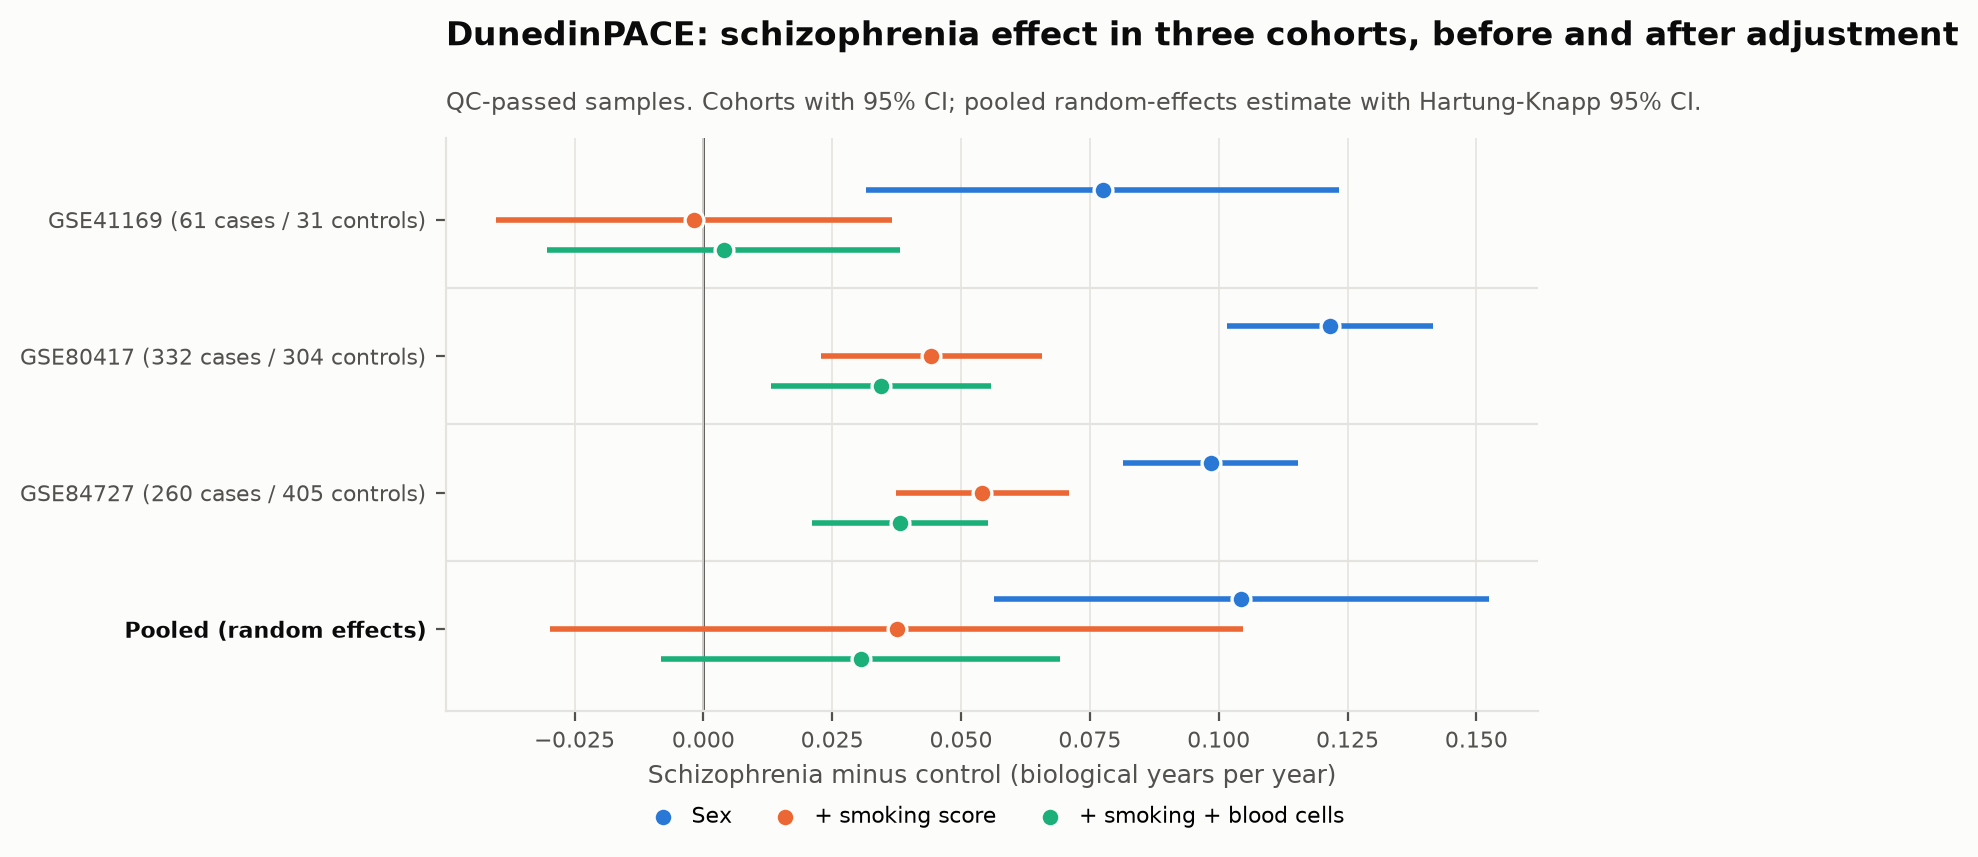 DunedinPACE: schizophrenia effect in three cohorts, before and after adjustment
QC-passed samples. Cohorts with 95% CI; pooled random-effects estimate with Hartung-Knapp 95% CI.
GSE41169 (61 cases / 31 controls)
GSE80417 (332 cases / 304 controls)
GSE84727 (260 cases / 405 controls)
Pooled (random effects)
−0.025 0.000 0.025 0.050 0.075 0.100 0.125 0.150
Schizophrenia minus control (biological years per year)
Sex + smoking score + smoking + blood cells